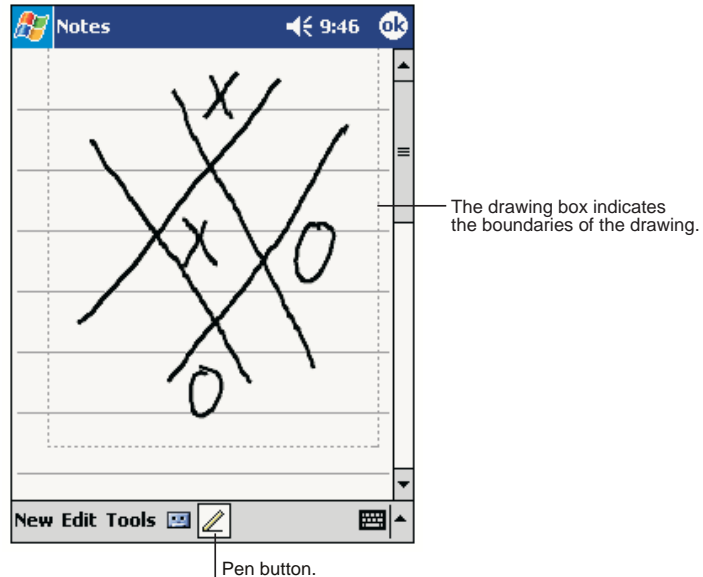 Notes 9:46 ok
X
X
O
O
The drawing box indicates
the boundaries of the drawing.
New Edit Tools
Pen button.